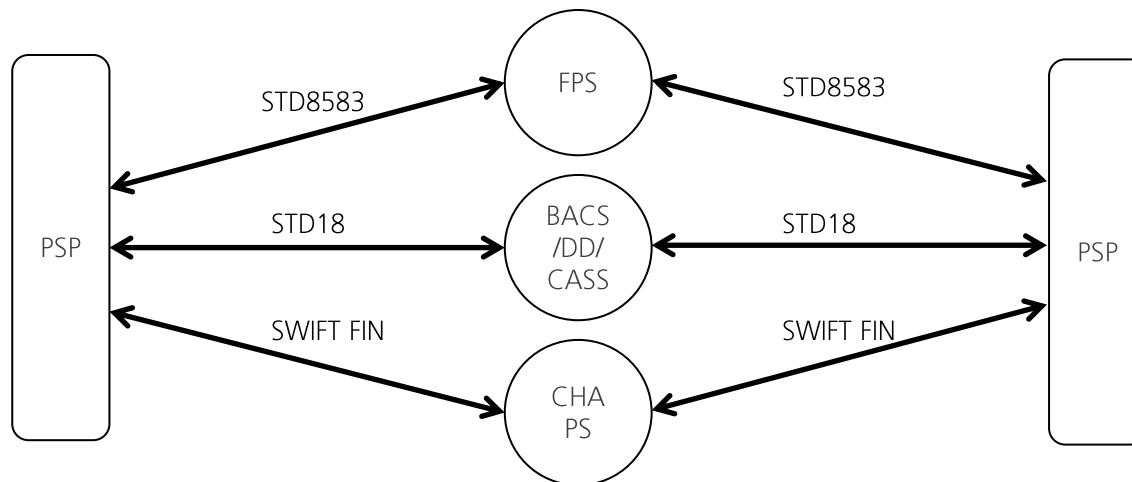 FPS
STD8583
STD8583
BACS
/DD/
CASS
STD18
STD18
PSP
PSP
SWIFT FIN
SWIFT FIN
CHA
PS